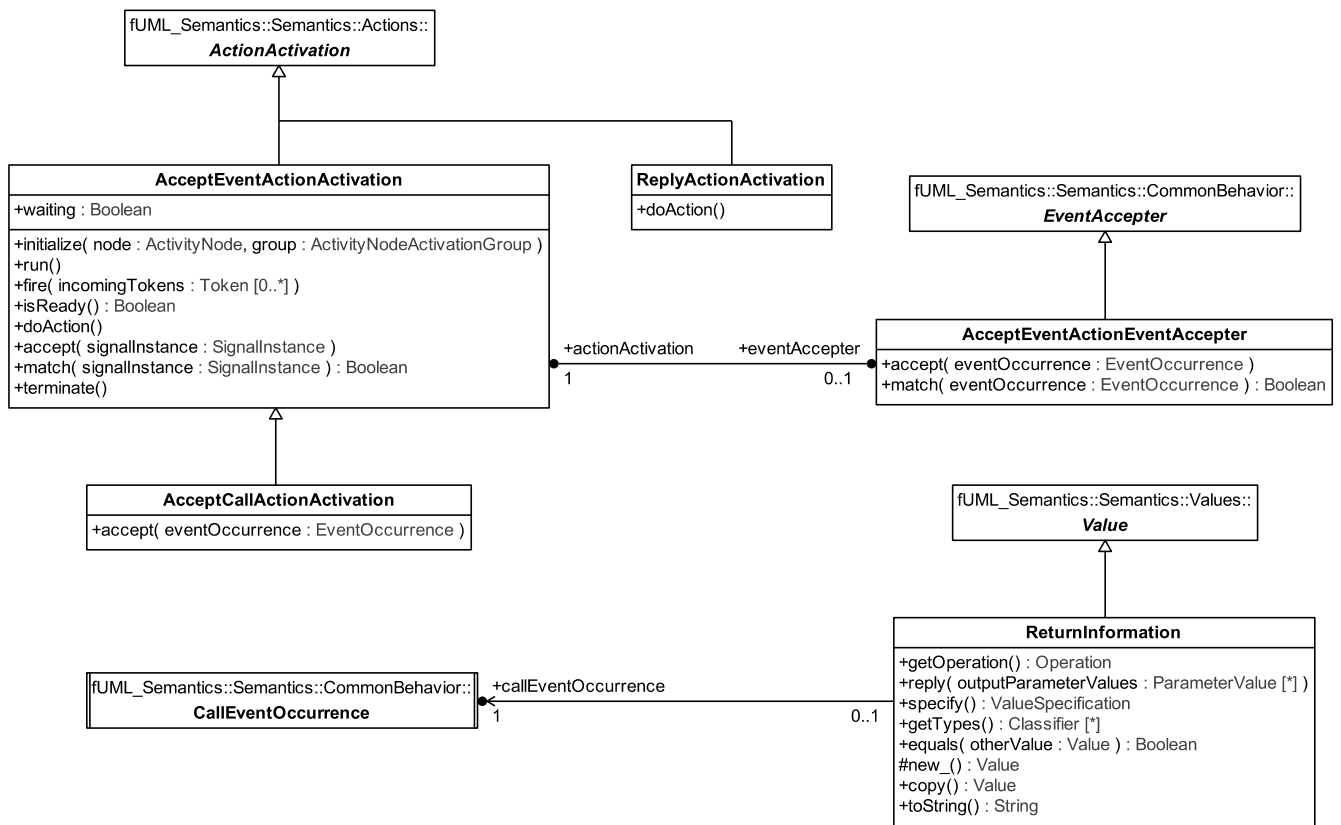 fUML_Semantics::Semantics::Actions::
ActionActivation
AcceptEventActionActivation
+waiting : Boolean
+initialize( node : ActivityNode, group : ActivityNodeActivationGroup )
+run()
+fire( incomingTokens : Token [0..*] )
+isReady() : Boolean
+doAction()
+accept( signalInstance : SignalInstance )
+match( signalInstance : SignalInstance ) : Boolean
+terminate()
ReplyActionActivation
+doAction()
fUML_Semantics::Semantics::CommonBehavior::
EventAccepter
+actionActivation
+eventAccepter
1
0..1
AcceptEventActionEventAccepter
+accept( eventOccurrence : EventOccurrence )
+match( eventOccurrence : EventOccurrence ) : Boolean
AcceptCallActionActivation
+accept( eventOccurrence : EventOccurrence )
fUML_Semantics::Semantics::Values::
Value
fUML_Semantics::Semantics::CommonBehavior::
CallEventOccurrence
+callEventOccurrence
1
0..1
ReturnInformation
+getOperation() : Operation
+reply( outputParameterValues : ParameterValue [*] )
+specify() : ValueSpecification
+getTypes() : Classifier [*]
+equals( otherValue : Value ) : Boolean
#new_() : Value
+copy() : Value
+toString() : String